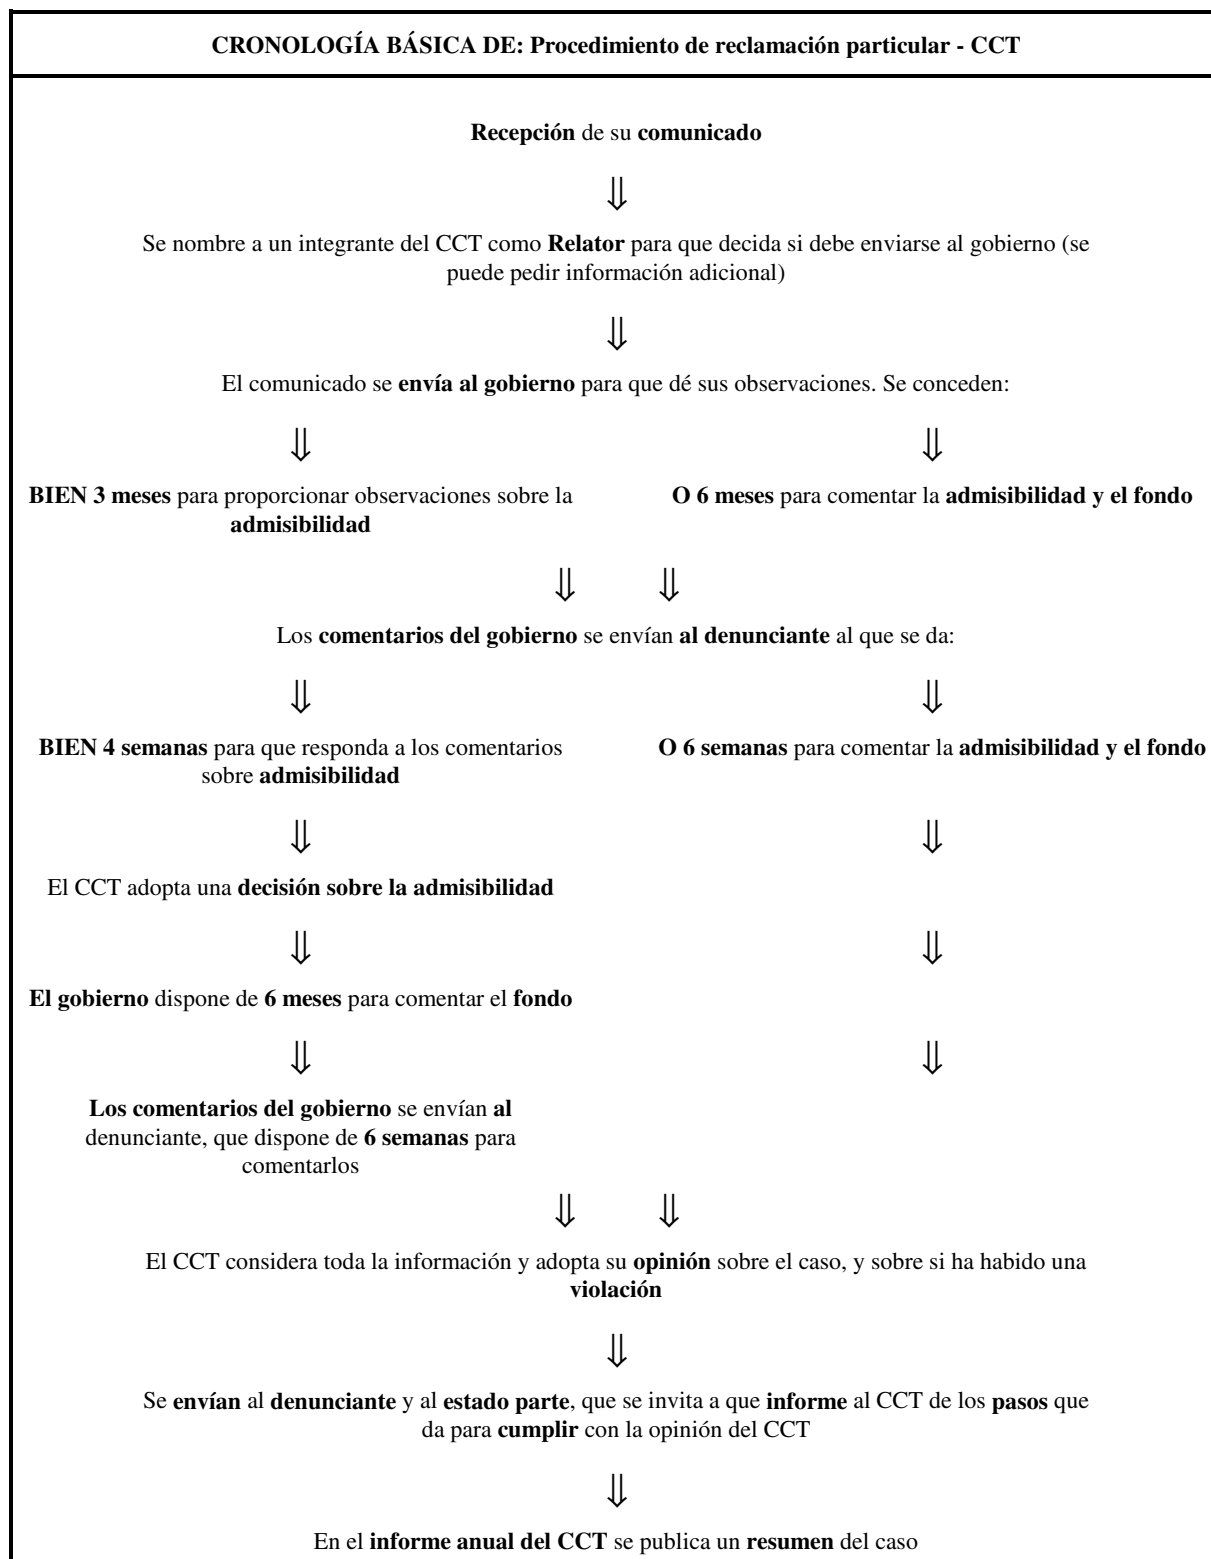 CRONOLOGÍA BÁSICA DE: Procedimiento de reclamación particular - CCT
Recepción de su comunicado
⇓
Se nombre a un integrante del CCT como Relator para que decida si debe enviarse al gobierno (se
puede pedir información adicional)
⇓
El comunicado se envía al gobierno para que dé sus observaciones. Se conceden:
⇓ ⇓
BIEN 3 meses para proporcionar observaciones sobre la
admisibilidad
O 6 meses para comentar la admisibilidad y el fondo
⇓ ⇓
Los comentarios del gobierno se envían al denunciante al que se da:
⇓ ⇓
BIEN 4 semanas para que responda a los comentarios
sobre admisibilidad
O 6 semanas para comentar la admisibilidad y el fondo
⇓ ⇓
El CCT adopta una decisión sobre la admisibilidad
⇓ ⇓
El gobierno dispone de 6 meses para comentar el fondo
⇓ ⇓
Los comentarios del gobierno se envían al
denunciante, que dispone de 6 semanas para
comentarlos
⇓ ⇓
El CCT considera toda la información y adopta su opinión sobre el caso, y sobre si ha habido una
violación
⇓
Se envían al denunciante y al estado parte, que se invita a que informe al CCT de los pasos que
da para cumplir con la opinión del CCT
⇓
En el informe anual del CCT se publica un resumen del caso